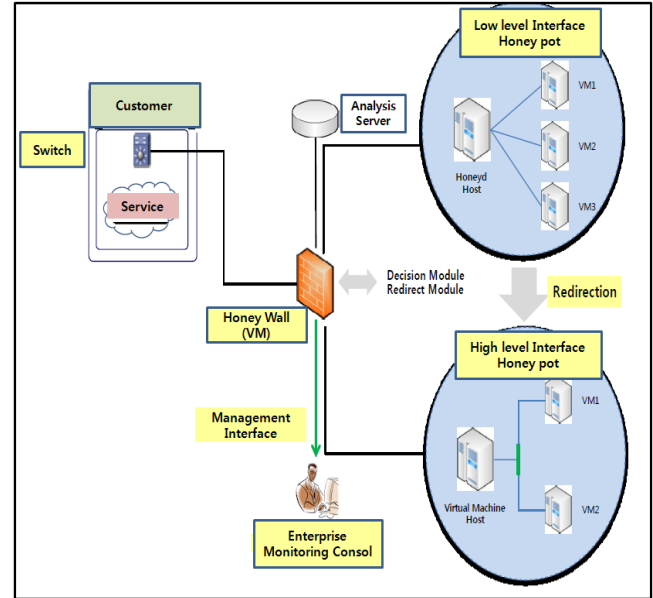 Low level Interface
Honey pot
VM1
Customer
Analysis
Server
Switch
VM2
Honeyd
Host
Service
VM3
Decision Module
Redirect Module
Redirection
Honey Wall
(VM)
High level Interface
Honey pot
VM1
Management
Interface
Virtual Machine
Host
VM2
Enterprise
Monitoring Consol